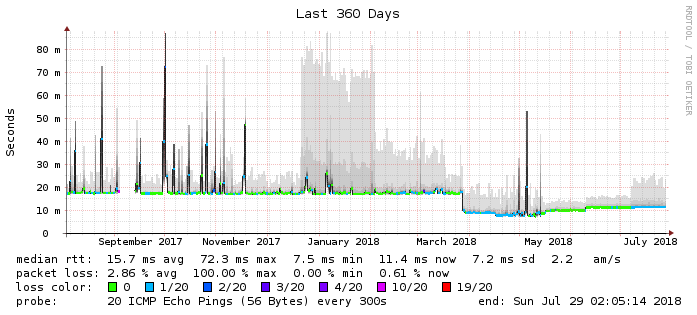 Last 360 Days
RRDTOOL / TOBI OETIKER
Seconds
80 m
70 m
60 m
50 m
40 m
30 m
20 m
10 m
0
September 2017 November 2017 January 2018 March 2018 May 2018 July 2018
median rtt: 15.7 ms avg 72.3 ms max 7.5 ms min 11.4 ms now 7.2 ms sd 2.2 am/s
packet loss: 2.86 % avg 100.00 % max 0.00 % min 0.61 % now
loss color: 0 1/20 2/20 3/20 4/20 10/20 19/20
probe: 20 ICMP Echo Pings (56 Bytes) every 300s end: Sun Jul 29 02:05:14 2018